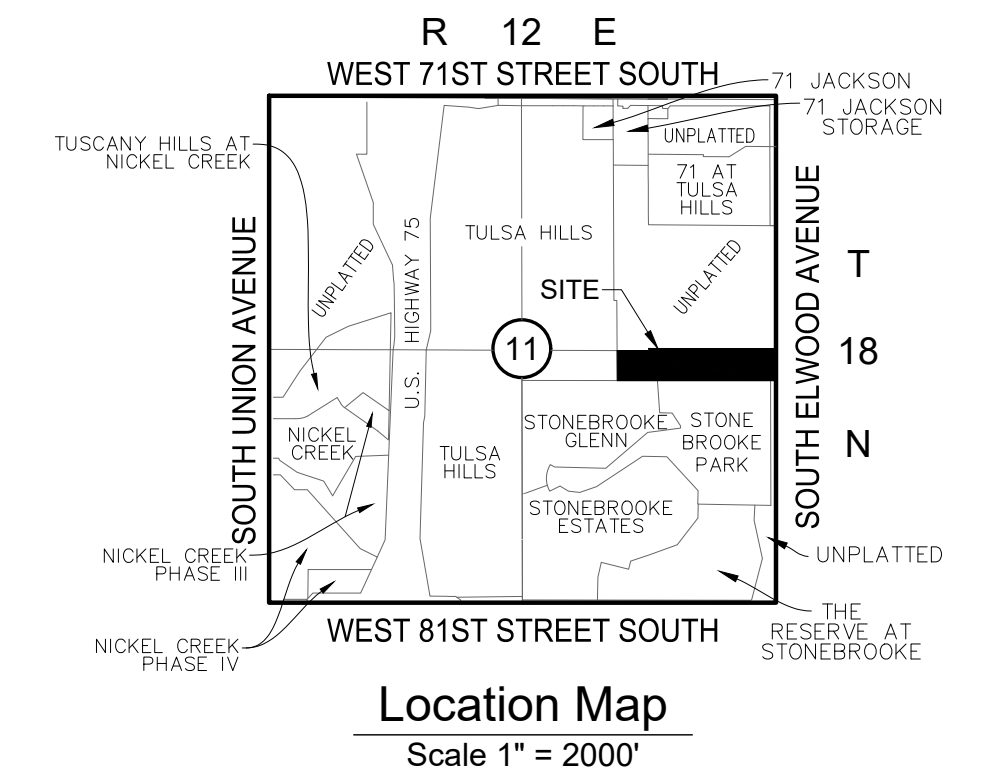 R 12 E
WEST 71ST STREET SOUTH
71 JACKSON
71 JACKSON
STORAGE
TUSCANY HILLS AT
NICKEL CREEK
UNPLATTED
71 AT
TULSA
HILLS
TULSA HILLS
UNPLATTED
UNPLATTED
U.S. HIGHWAY 75
SOUTH UNION AVENUE
SOUTH ELWOOD AVENUE
T
18
N
SITE
11
NICKEL
CREEK
TULSA
HILLS
STONEBROOKE
GLENN
STONE
BROOKE
PARK
STONEBROOKE
ESTATES
NICKEL CREEK
PHASE III
UNPLATTED
NICKEL CREEK
PHASE IV
THE
RESERVE AT
STONEBROOKE
WEST 81ST STREET SOUTH
Location Map
Scale 1" = 2000'